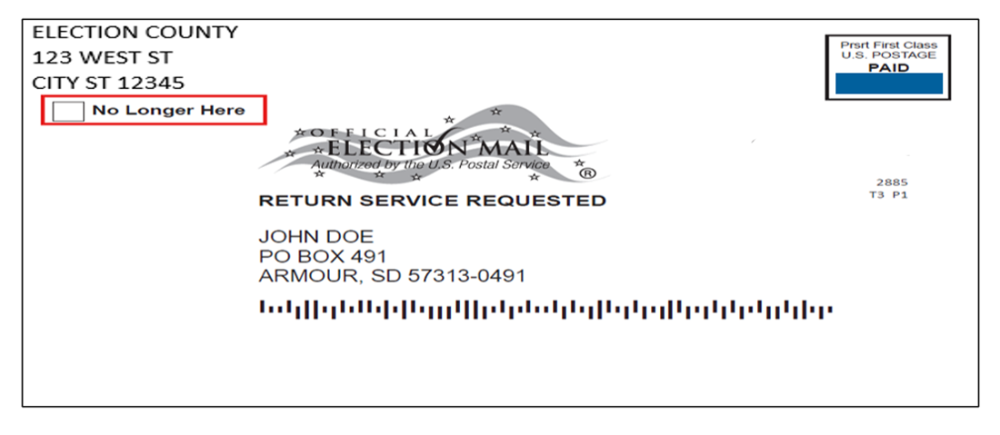 ELECTION COUNTY
123 WEST ST
CITY ST 12345
No Longer Here
Prsrt First Class
U.S. POSTAGE
PAID
OFFICIAL
ELECTION MAIL
Authorized by the U.S. Postal Service
®
2885
T3 P1
RETURN SERVICE REQUESTED
JOHN DOE
PO BOX 491
ARMOUR, SD 57313-0491